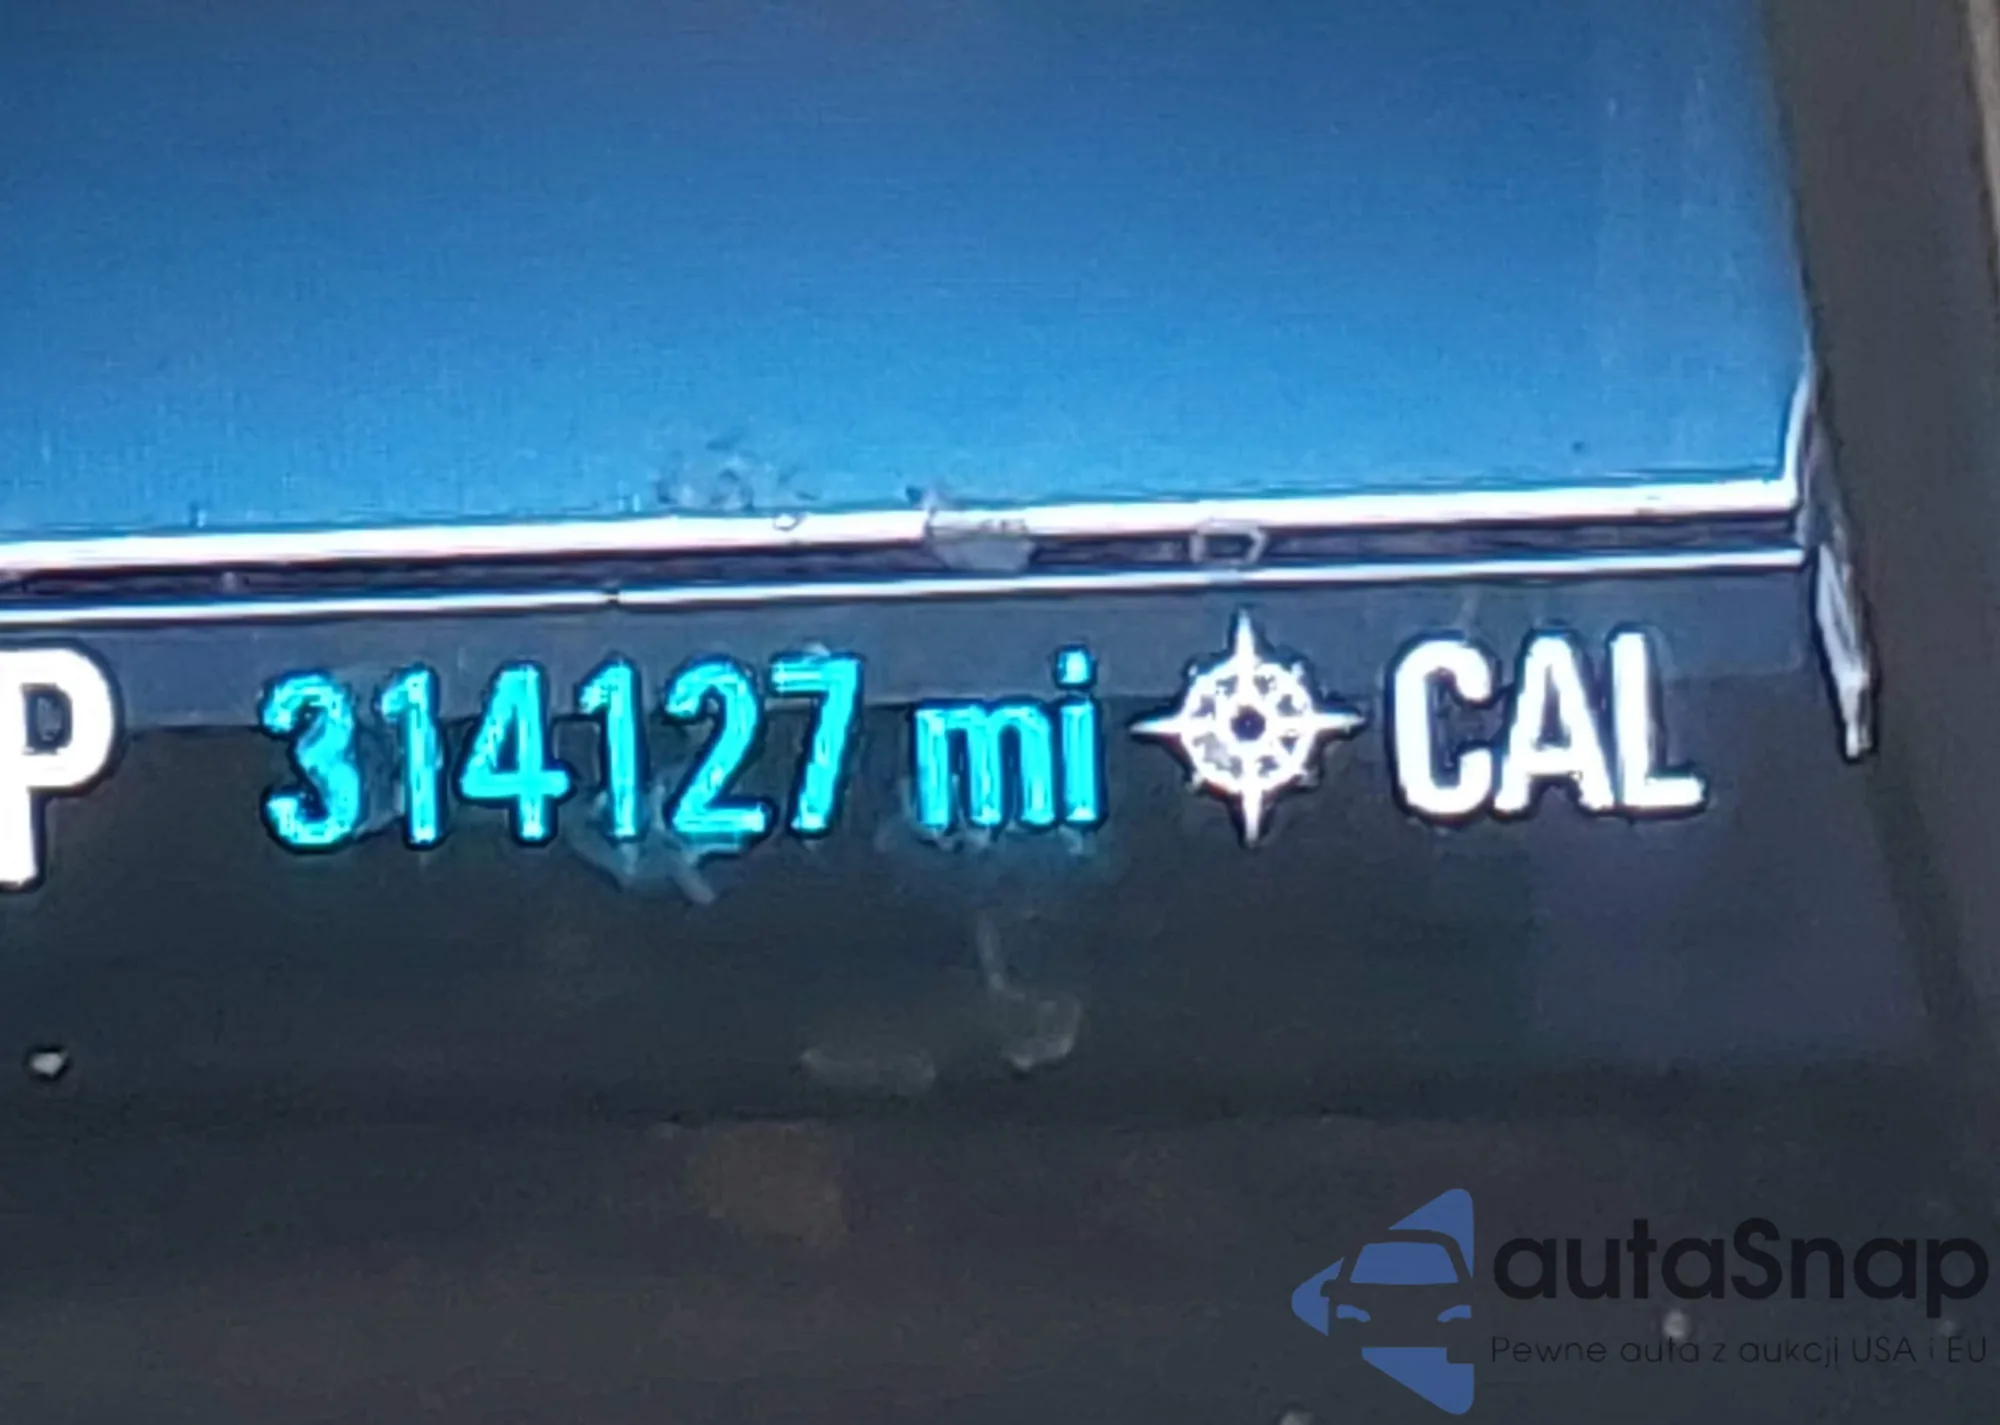 P 314127 mi CAL
autaSnap
Pewne auta z aukcji USA i EU